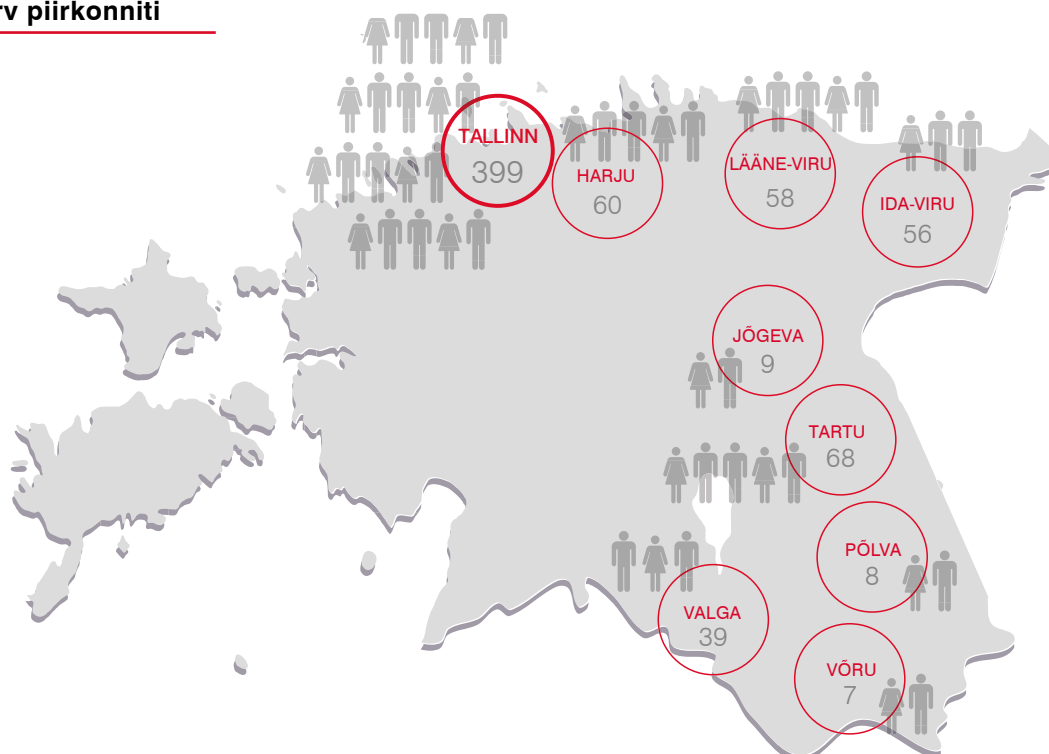 piirkonniti
TALLINN
399
HARJU
60
LÄÄNE-VIRU
58
IDA-VIRU
56
JÕGEVA
9
TARTU
68
PÕLVA
8
VALGA
39
VÕRU
7